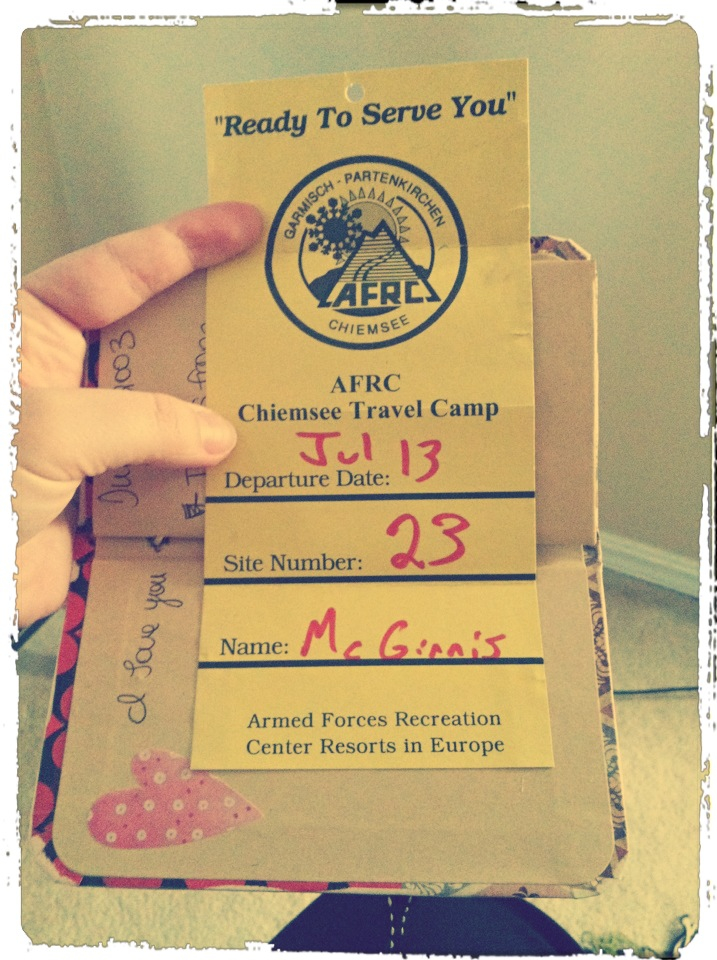 "Ready To Serve You"
GARMISCH - PARTENKIRCHEN
AFRC
CHIEMSEE
AFRC
Chiemsee Travel Camp
Jul 13
Departure Date:
23
Site Number:
Name: McGinnis
Armed Forces Recreation
Center Resorts in Europe
2003
I love you